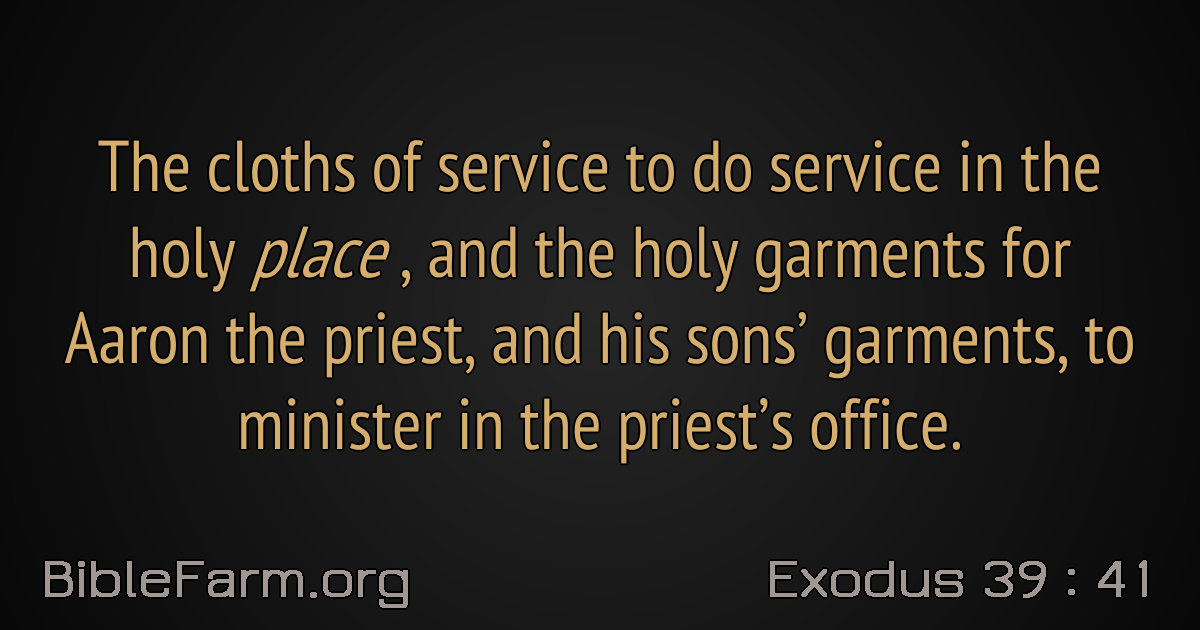 The cloths of service to do service in the
holy place , and the holy garments for
Aaron the priest, and his sons’ garments, to
minister in the priest’s office.
BibleFarm.org
Exodus 39 : 41